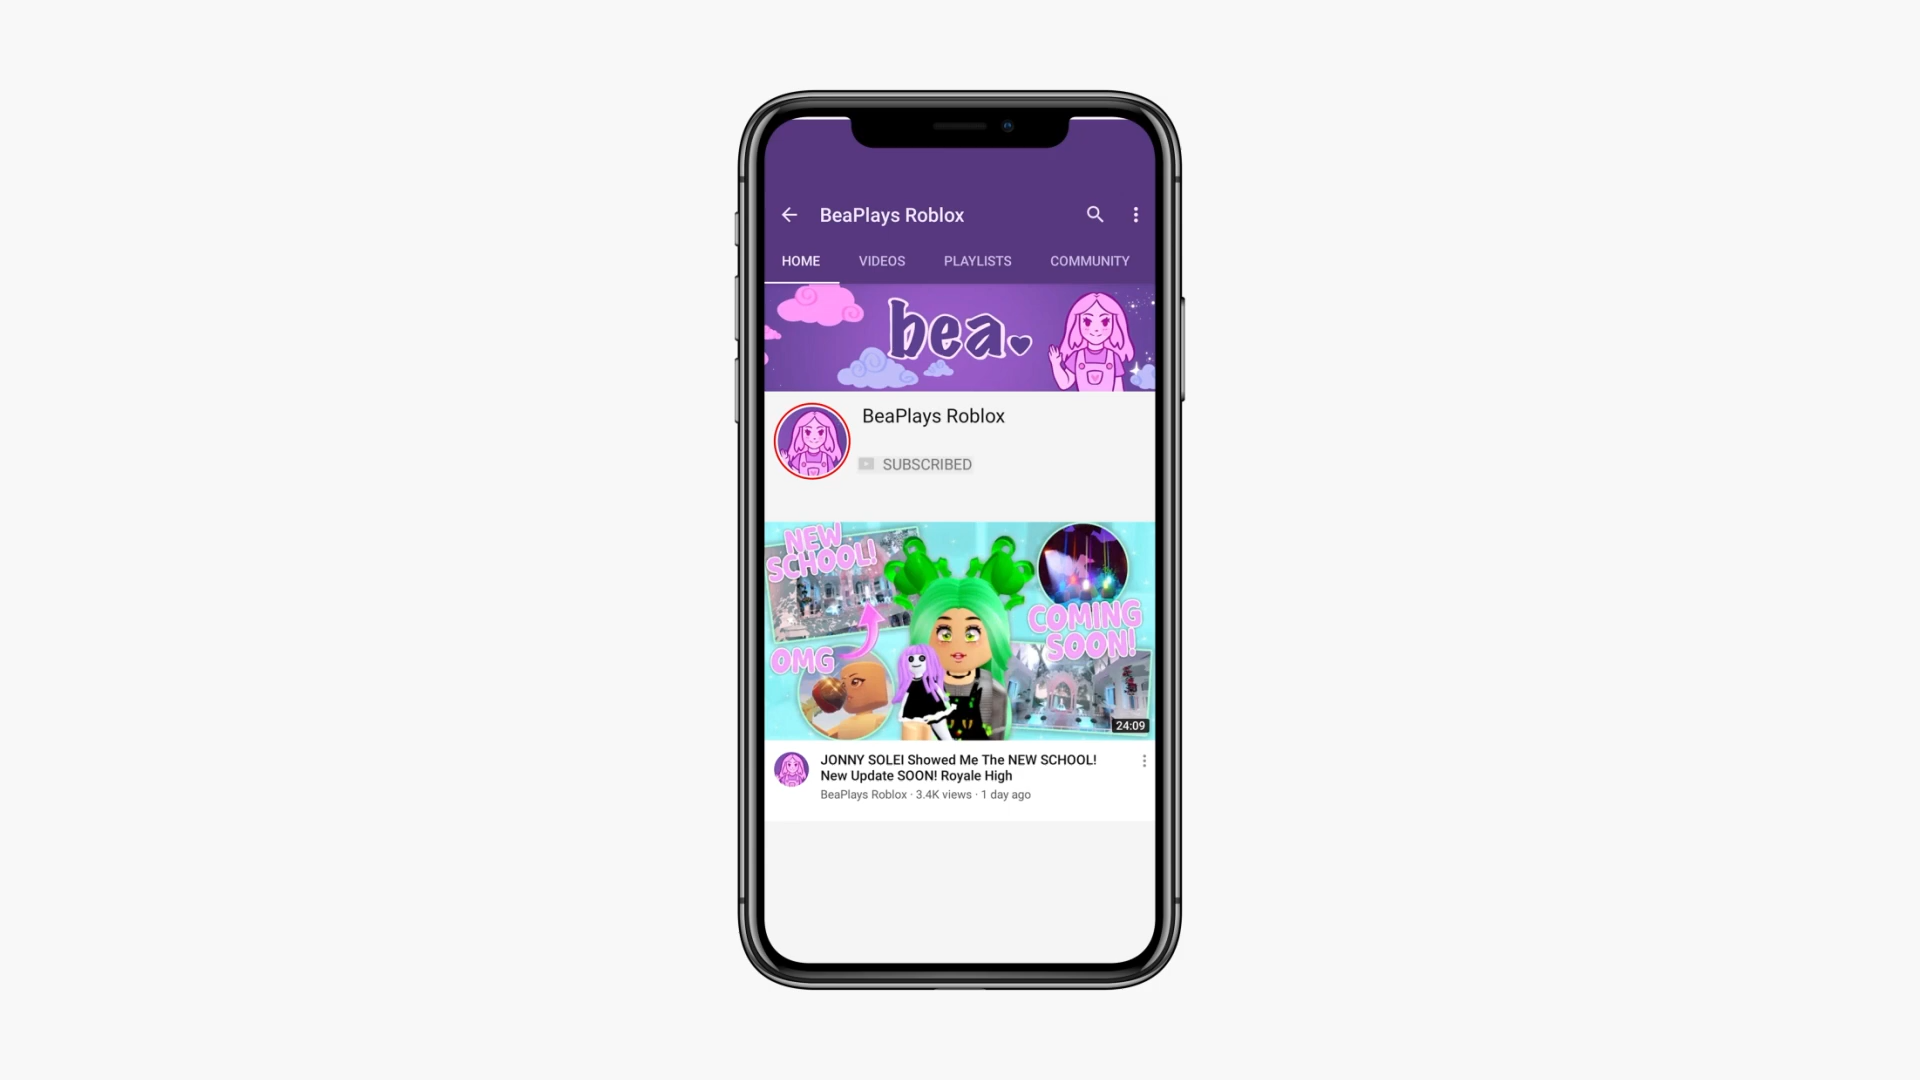 BeaPlays Roblox
HOME VIDEOS PLAYLISTS COMMUNITY
bea
BeaPlays Roblox
SUBSCRIBED
NEW
SCHOOL!
COMING
SOON!
OMG
24:09
JONNY SOLEI Showed Me The NEW SCHOOL!
New Update SOON! Royale High
BeaPlays Roblox · 3.4K views · 1 day ago